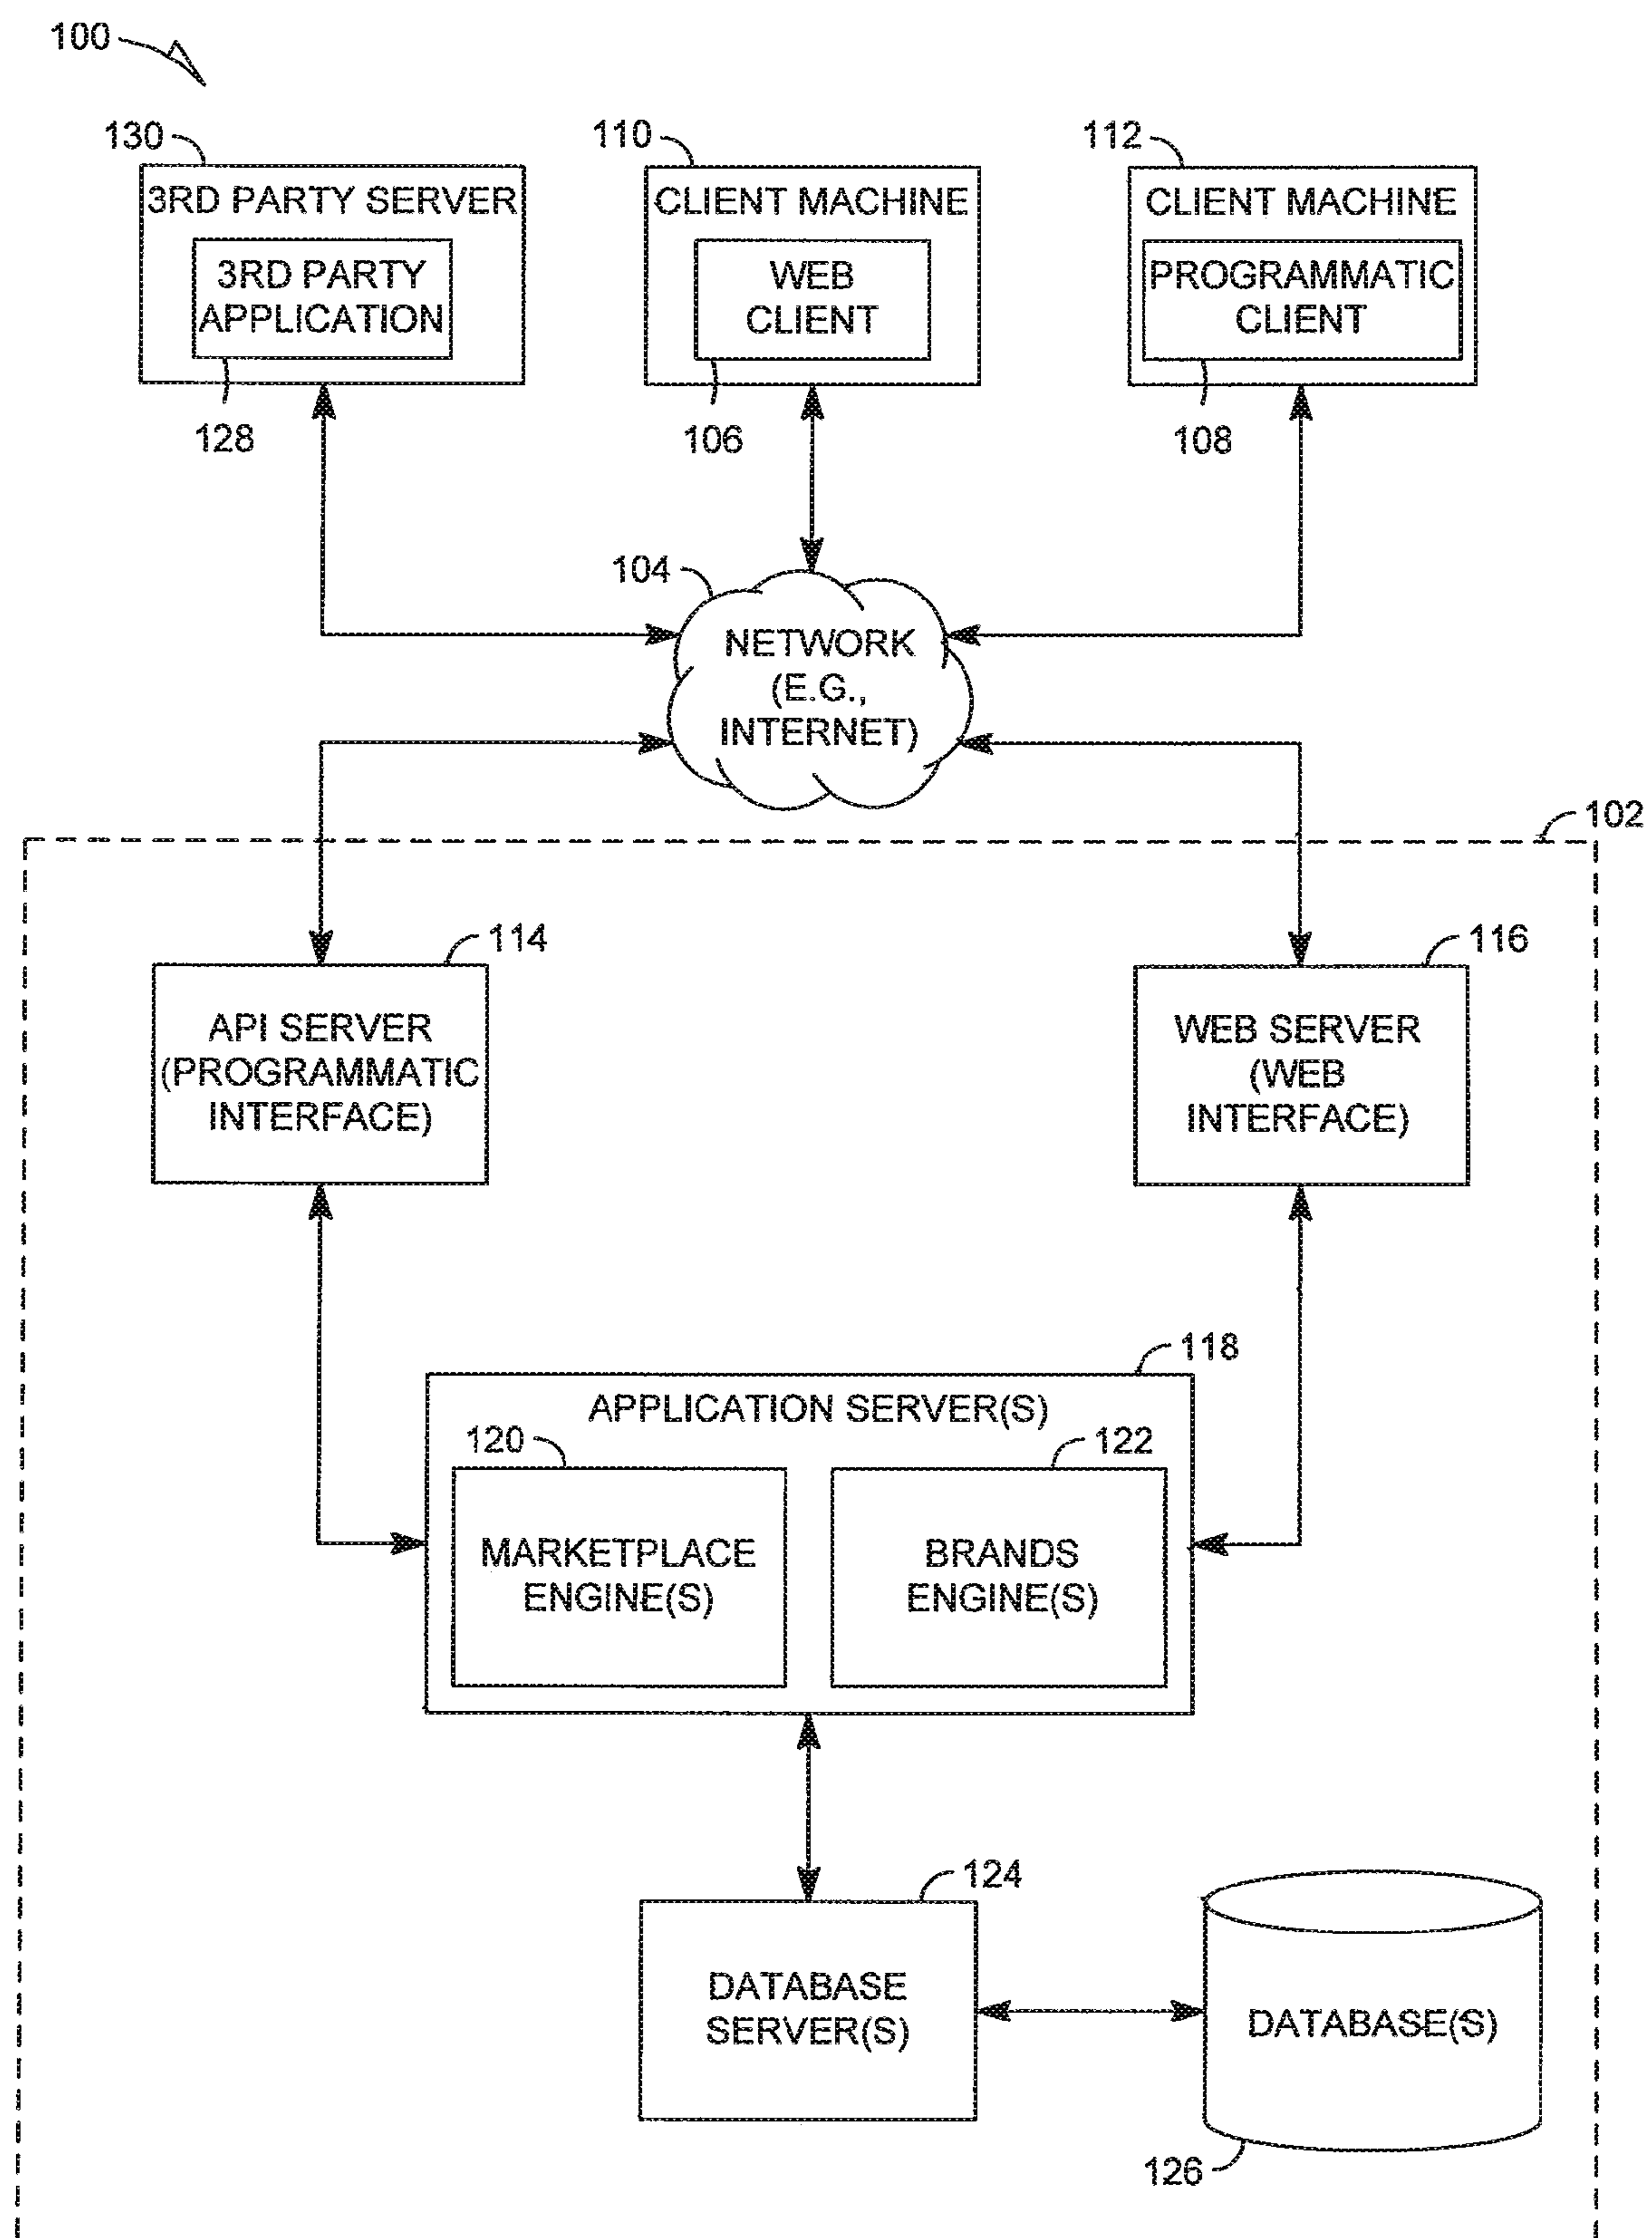 100
130
110
112
3RD PARTY SERVER
3RD PARTY
APPLICATION
128
CLIENT MACHINE
WEB
CLIENT
106
CLIENT MACHINE
PROGRAMMATIC
CLIENT
108
104
NETWORK
(E.G.,
INTERNET)
102
114
API SERVER
(PROGRAMMATIC
INTERFACE)
116
WEB SERVER
(WEB
INTERFACE)
118
APPLICATION SERVER(S)
120
MARKETPLACE
ENGINE(S)
122
BRANDS
ENGINE(S)
124
DATABASE
SERVER(S)
DATABASE(S)
126